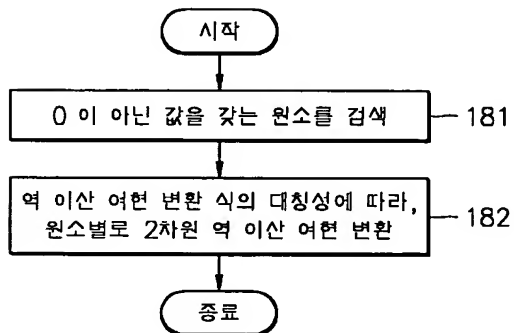 시작
0 이 아닌 값을 갖는 원소를 검색
181
역 이산 여현 변환 식의 대칭성에 따라,
원소별로 2차원 역 이산 여현 변환
182
종료